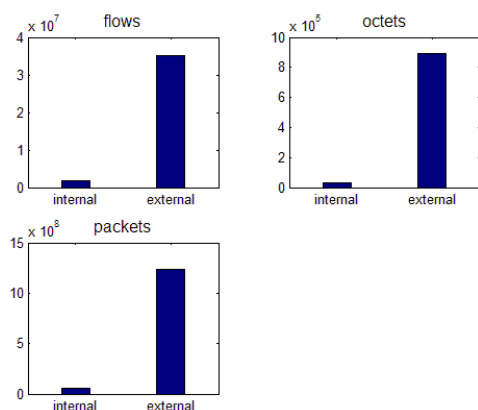 flows
x 10^7
4
3
2
1
0
internal external
octets
x 10^5
10
8
6
4
2
0
internal external
packets
x 10^8
15
10
5
0
internal external